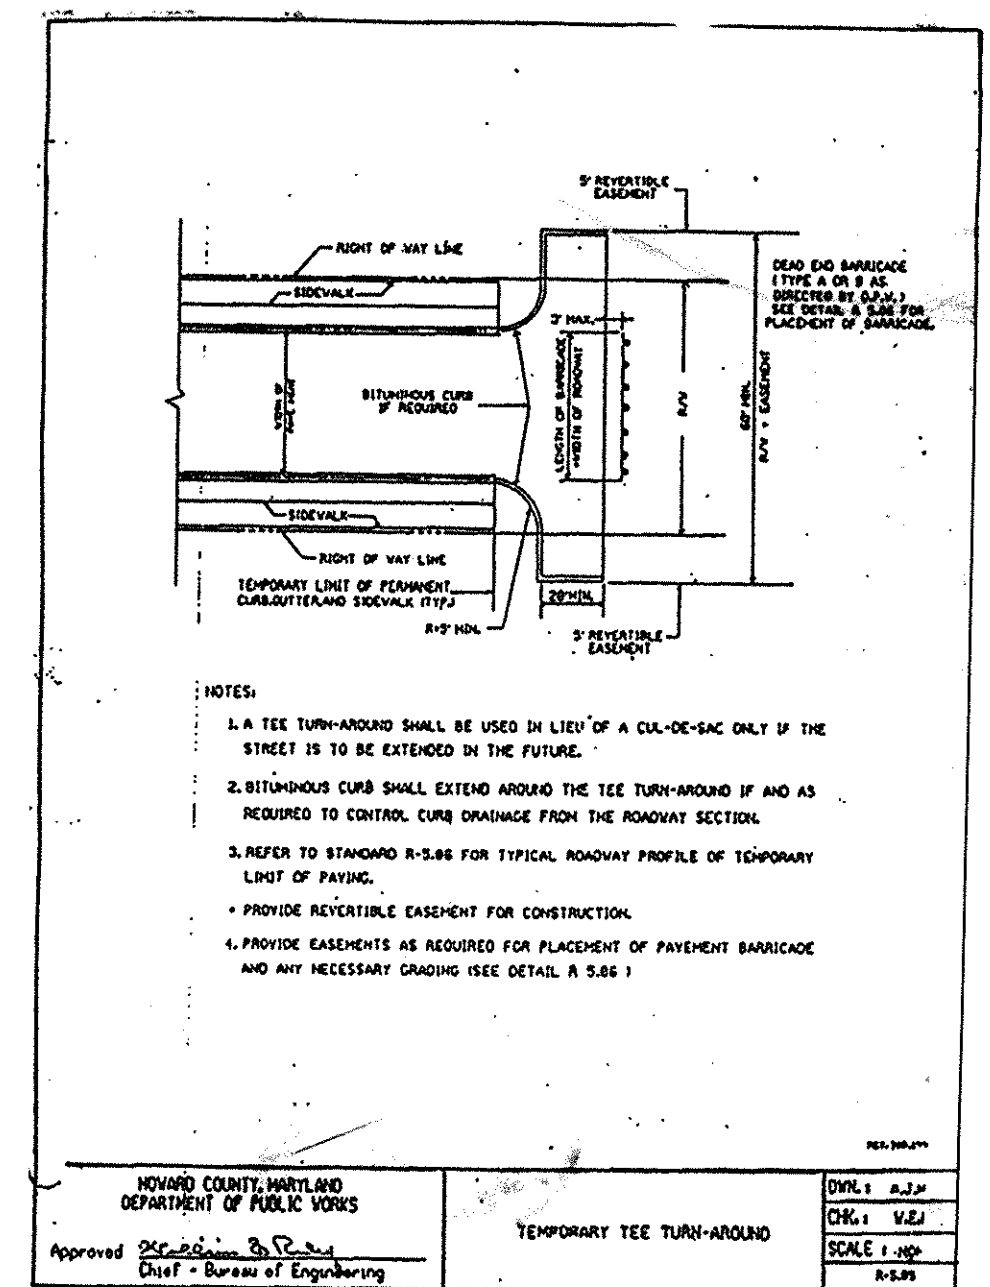 5' REVERTIBLE
EASEMENT
RIGHT OF WAY LINE
SIDEWALK
DEAD END BARRICADE
(TYPE A OR B AS
DIRECTED BY D.P.W.)
SEE DETAIL R 5.06 FOR
PLACEMENT OF BARRICADE.
3' MAX.
WIDTH OF
PAVEMENT
BITUMINOUS CURB
IF REQUIRED
LENGTH OF BARRICADE
=WIDTH OF ROADWAY
R/W
60' MIN.
R/W + EASEMENT
SIDEWALK
RIGHT OF WAY LINE
TEMPORARY LIMIT OF PERMANENT
CURB,GUTTER,AND SIDEWALK (TYP.)
20' MIN.
R=5' MIN.
5' REVERTIBLE
EASEMENT
NOTES:
1. A TEE TURN-AROUND SHALL BE USED IN LIEU OF A CUL-DE-SAC ONLY IF THE
STREET IS TO BE EXTENDED IN THE FUTURE.
2. BITUMINOUS CURB SHALL EXTEND AROUND THE TEE TURN-AROUND IF AND AS
REQUIRED TO CONTROL CURB DRAINAGE FROM THE ROADWAY SECTION.
3. REFER TO STANDARD R-5.06 FOR TYPICAL ROADWAY PROFILE OF TEMPORARY
LIMIT OF PAVING.
• PROVIDE REVERTIBLE EASEMENT FOR CONSTRUCTION.
4. PROVIDE EASEMENTS AS REQUIRED FOR PLACEMENT OF PAVEMENT BARRICADE
AND ANY NECESSARY GRADING (SEE DETAIL R 5.06 )
HOWARD COUNTY, MARYLAND
DEPARTMENT OF PUBLIC WORKS
Approved
Chief - Bureau of Engineering
TEMPORARY TEE TURN-AROUND
DWN.:
CHK.: W.E.J
SCALE :
R-5.05